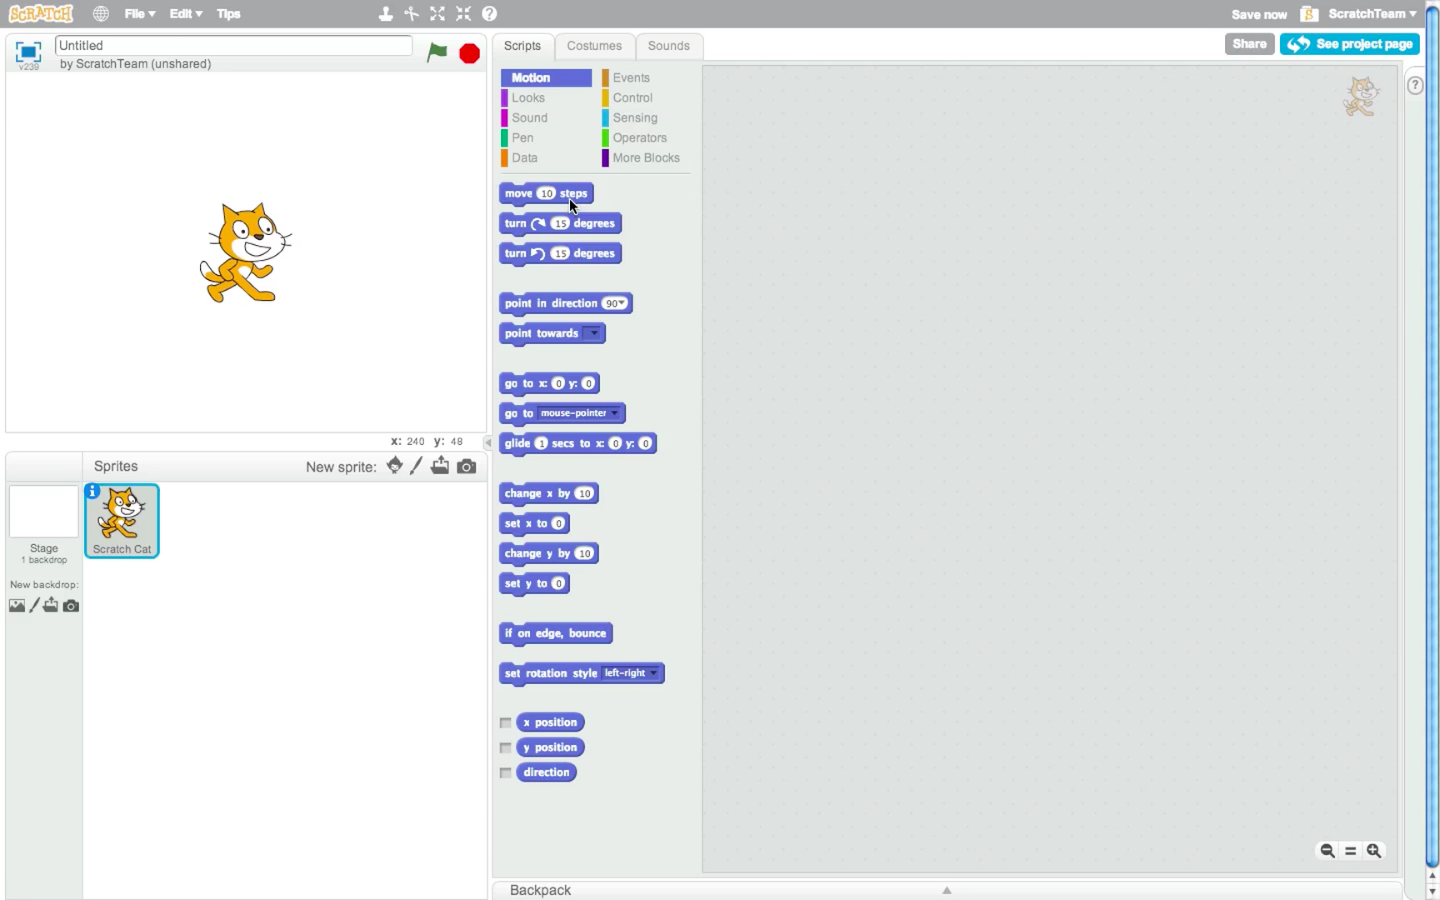 SCRATCH File Edit Tips Save now ScratchTeam
Untitled
by ScratchTeam (unshared)
v239
Scripts Costumes Sounds
Share See project page
Motion Events
Looks Control
Sound Sensing
Pen Operators
Data More Blocks
move 10 steps
turn 15 degrees
turn 15 degrees
point in direction 90
point towards
go to x: 0 y: 0
go to mouse-pointer
glide 1 secs to x: 0 y: 0
change x by 10
set x to 0
change y by 10
set y to 0
if on edge, bounce
set rotation style left-right
x position
y position
direction
x: 240 y: 48
Sprites New sprite:
Scratch Cat
Stage
1 backdrop
New backdrop:
Backpack